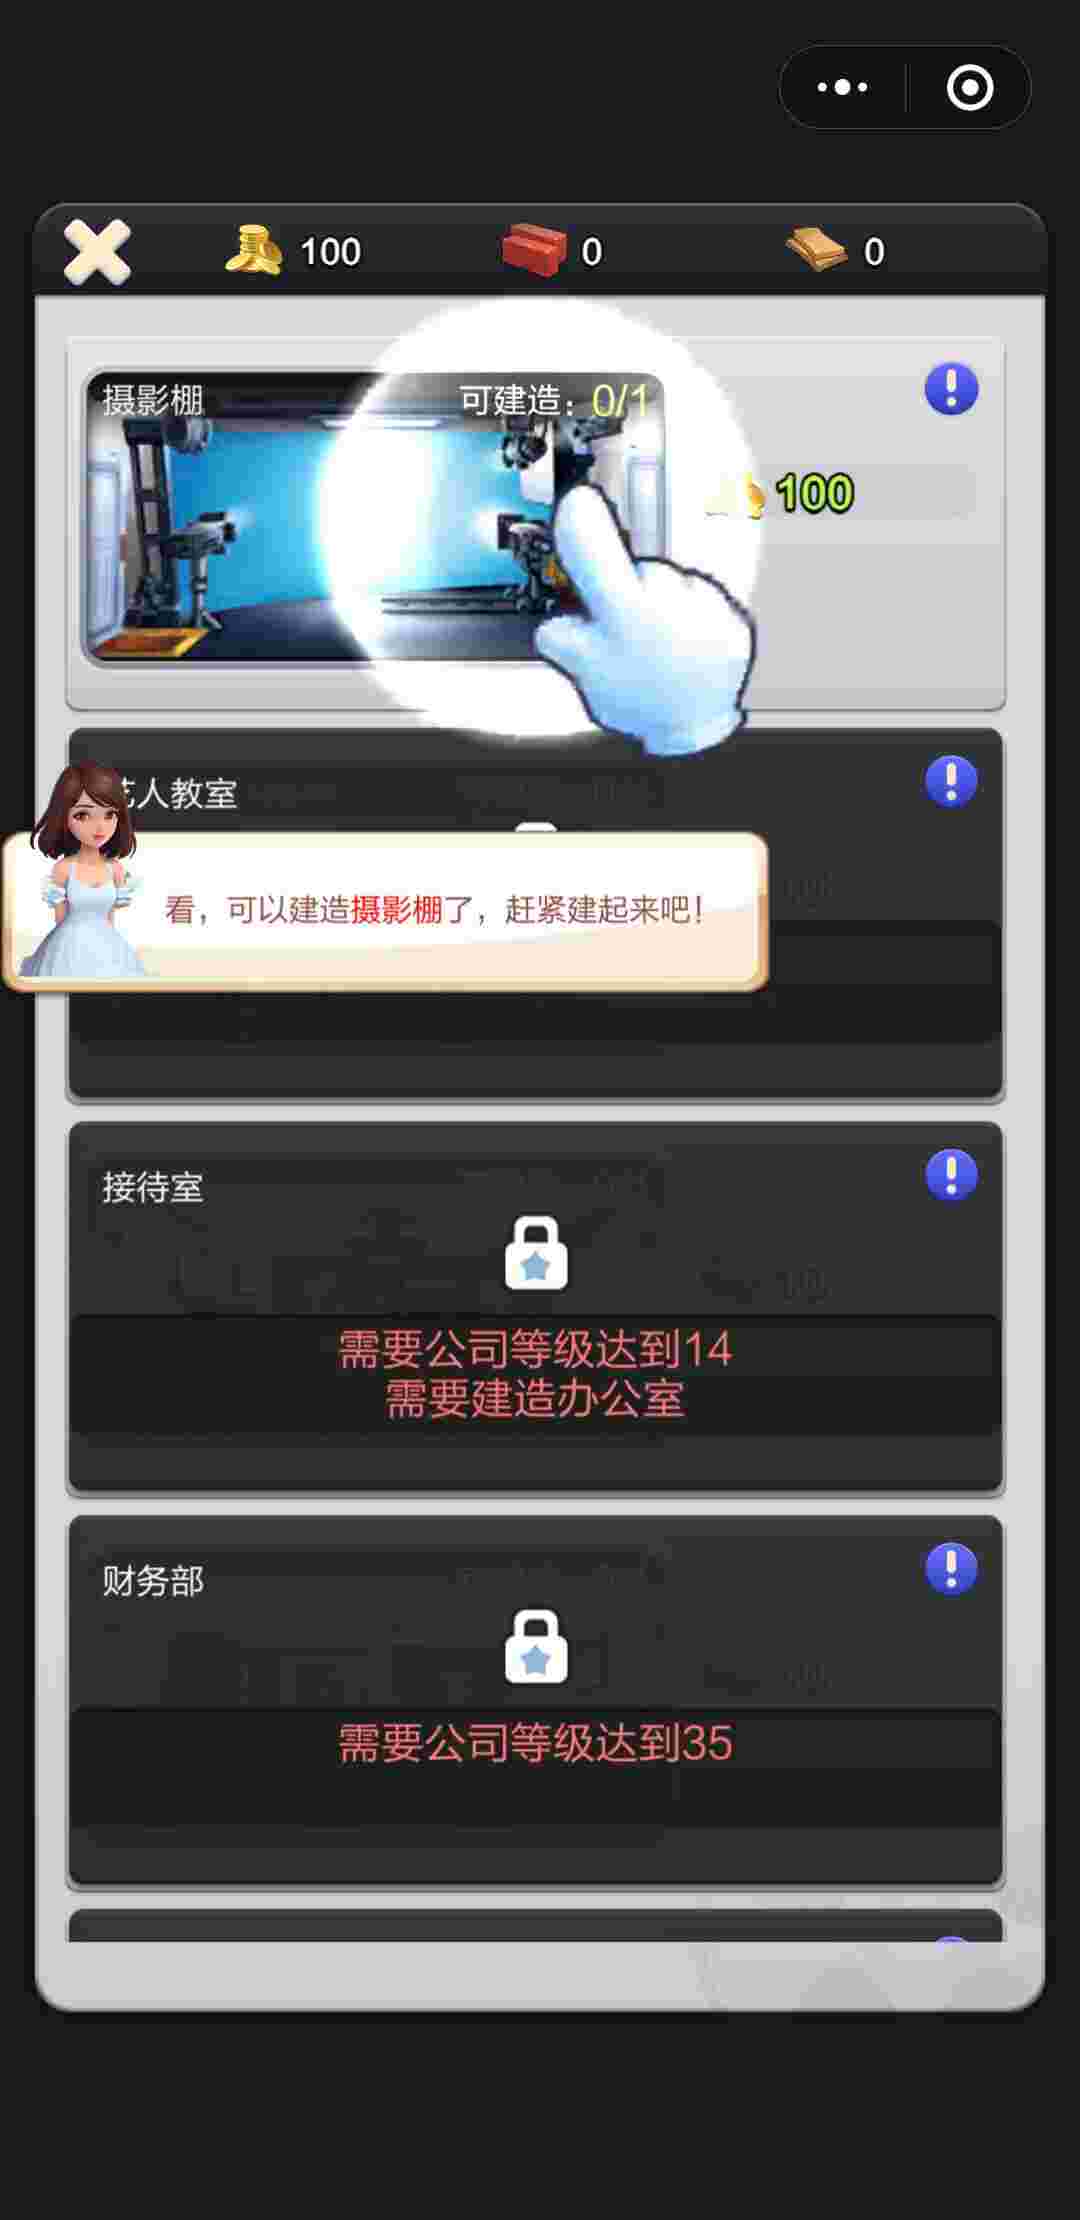 100
0
0
摄影棚
可建造：0/1
100
艺人教室
看，可以建造摄影棚了，赶紧建起来吧！
接待室
需要公司等级达到14
需要建造办公室
财务部
需要公司等级达到35